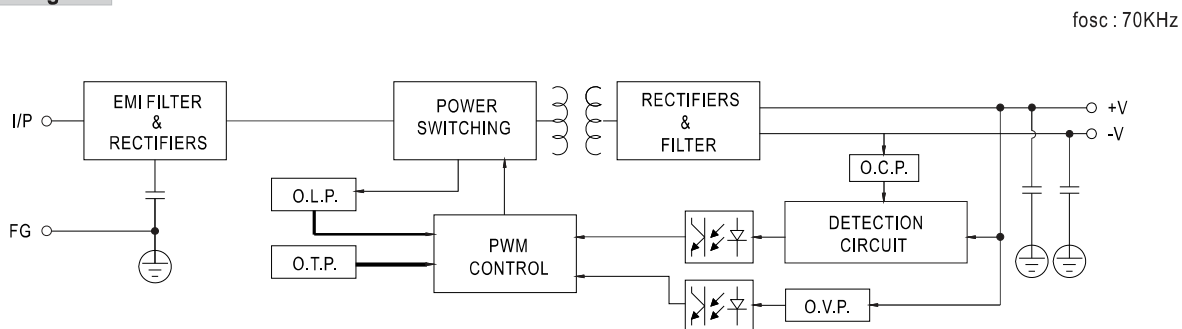 fosc : 70KHz
I/P
EMI FILTER
&
RECTIFIERS
POWER
SWITCHING
RECTIFIERS
&
FILTER
+V
-V
O.C.P.
O.L.P.
DETECTION
CIRCUIT
FG
PWM
CONTROL
O.T.P.
O.V.P.